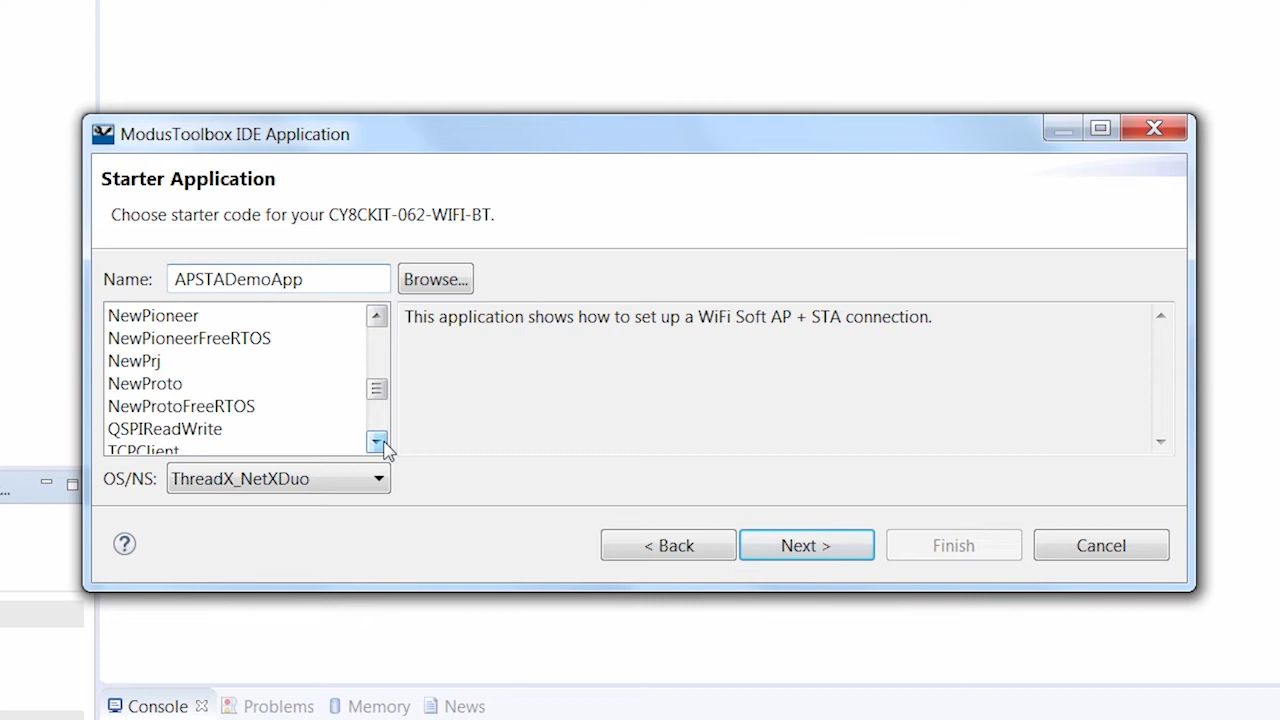 ModusToolbox IDE Application
Starter Application
Choose starter code for your CY8CKIT-062-WIFI-BT.
Name: APSTADemoApp Browse...
NewPioneer
NewPioneerFreeRTOS
NewPrj
NewProto
NewProtoFreeRTOS
QSPIReadWrite
TCPClient
This application shows how to set up a WiFi Soft AP + STA connection.
OS/NS: ThreadX_NetXDuo
...
? < Back Next > Finish Cancel
Console Problems Memory News